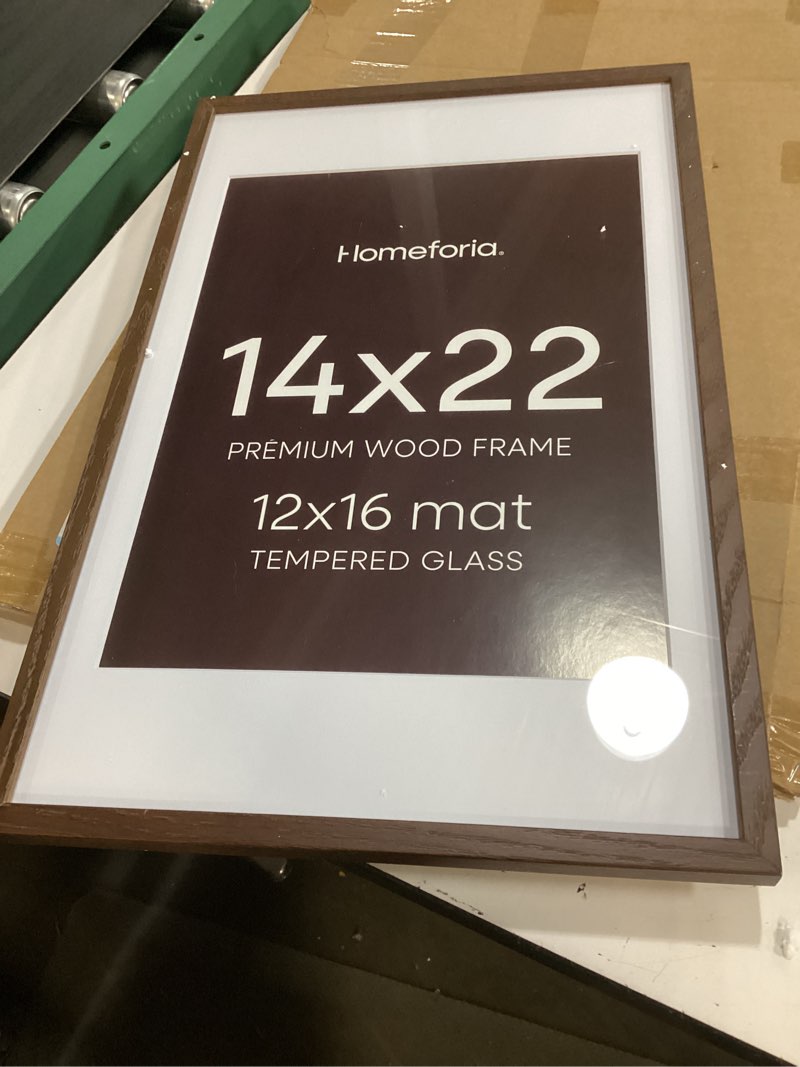 Homeforia®
14x22
PREMIUM WOOD FRAME
12x16 mat
TEMPERED GLASS